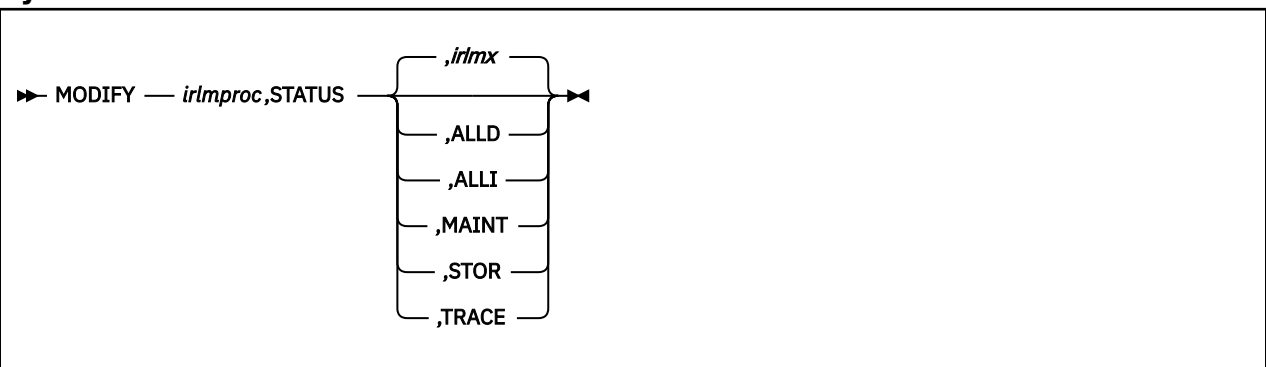 ,irlmx
MODIFY irlmproc,STATUS
,ALLD
,ALLI
,MAINT
,STOR
,TRACE